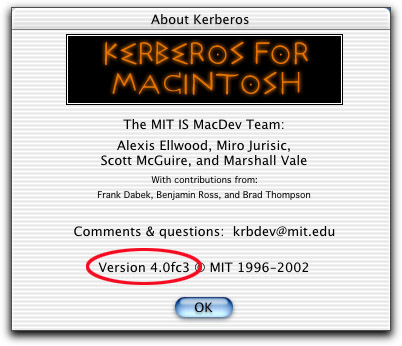 About Kerberos
KERBEROS FOR
MACINTOSH
The MIT IS MacDev Team:
Alexis Ellwood, Miro Jurisic,
Scott McGuire, and Marshall Vale
With contributions from:
Frank Dabek, Benjamin Ross, and Brad Thompson
Comments & questions: krbdev@mit.edu
Version 4.0fc3 © MIT 1996-2002
OK